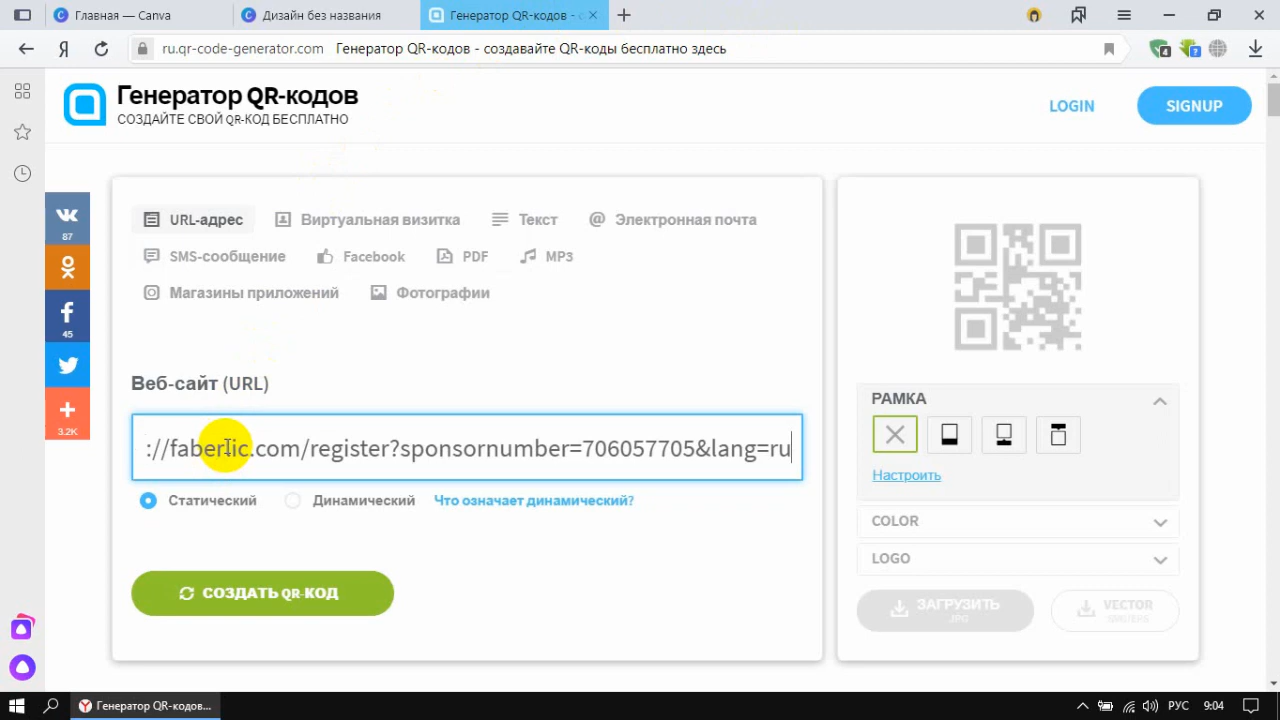 Главная — Canva
Дизайн без названия
Генератор QR-кодов - с
ru.qr-code-generator.com Генератор QR-кодов - создавайте QR-коды бесплатно здесь
4
?
Генератор QR-кодов
СОЗДАЙТЕ СВОЙ QR-КОД БЕСПЛАТНО
LOGIN
SIGNUP
87
45
3.2K
URL-адрес
Виртуальная визитка
Текст
Электронная почта
SMS-сообщение
Facebook
PDF
MP3
Магазины приложений
Фотографии
Веб-сайт (URL)
://faberlic.com/register?sponsornumber=706057705&lang=ru
Статический
Динамический
Что означает динамический?
СОЗДАТЬ QR-КОД
РАМКА
Настроить
COLOR
LOGO
ЗАГРУЗИТЬ
JPG
VECTOR
Генератор QR-кодов...
РУС
9:04